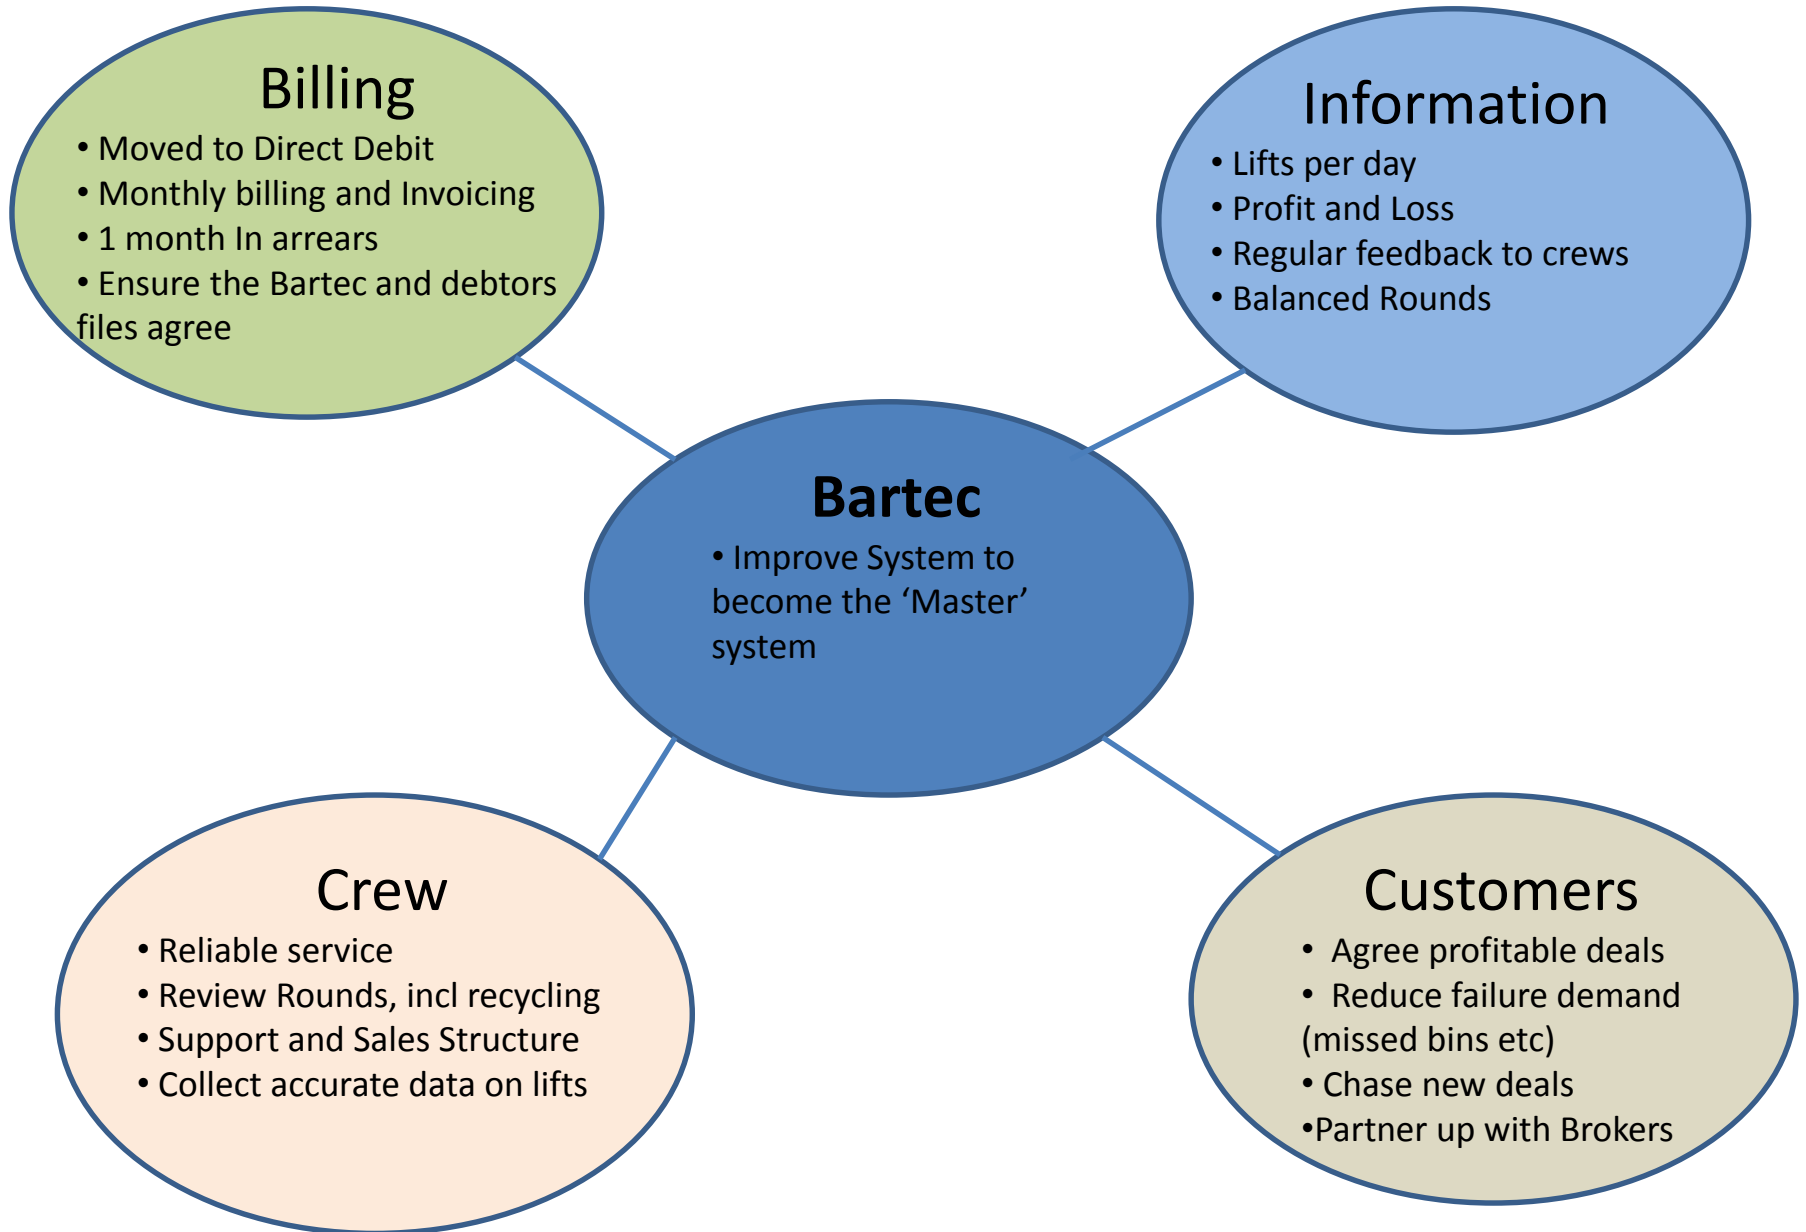 Billing
• Moved to Direct Debit
• Monthly billing and Invoicing
• 1 month In arrears
• Ensure the Bartec and debtors
files agree
Information
• Lifts per day
• Profit and Loss
• Regular feedback to crews
• Balanced Rounds
Bartec
• Improve System to
become the ‘Master’
system
Crew
• Reliable service
• Review Rounds, incl recycling
• Support and Sales Structure
• Collect accurate data on lifts
Customers
• Agree profitable deals
• Reduce failure demand
(missed bins etc)
• Chase new deals
•Partner up with Brokers